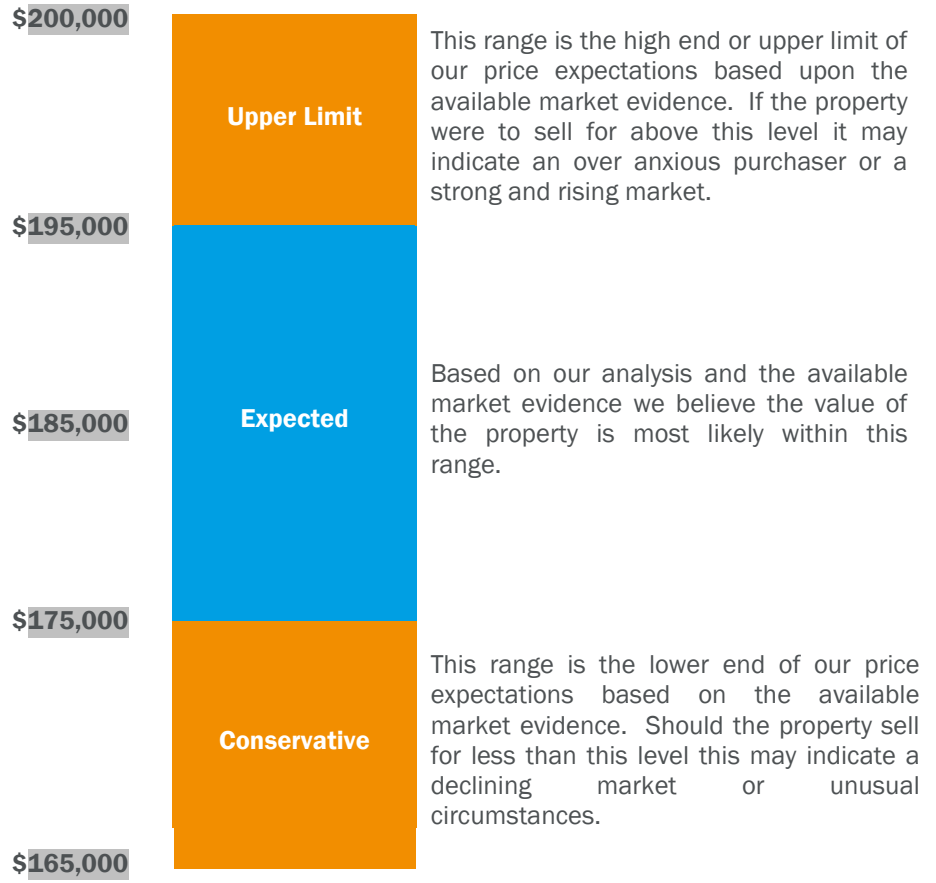 $200,000
Upper Limit
This range is the high end or upper limit of
our price expectations based upon the
available market evidence.  If the property
were to sell for above this level it may
indicate an over anxious purchaser or a
strong and rising market.
$195,000
$185,000
Expected
Based on our analysis and the available
market evidence we believe the value of
the property is most likely within this
range.
$175,000
Conservative
This range is the lower end of our price
expectations based on the available
market evidence.  Should the property sell
for less than this level this may indicate a
declining market or unusual
circumstances.
$165,000